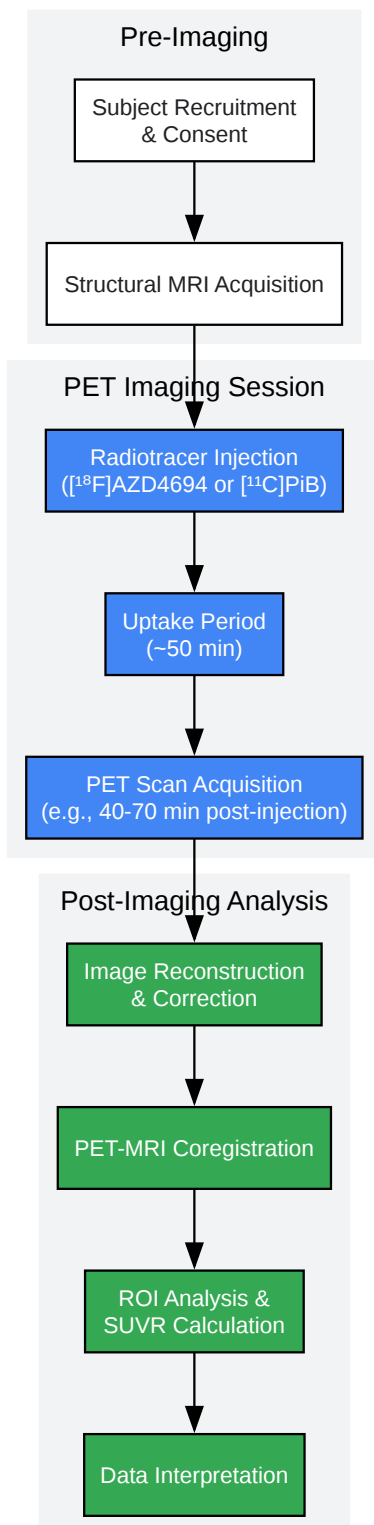 Pre-Imaging
Subject Recruitment
& Consent
Structural MRI Acquisition
PET Imaging Session
Radiotracer Injection
([¹⁸F]AZD4694 or [¹¹C]PiB)
Uptake Period
(~50 min)
PET Scan Acquisition
(e.g., 40-70 min post-injection)
Post-Imaging Analysis
Image Reconstruction
& Correction
PET-MRI Coregistration
ROI Analysis &
SUVR Calculation
Data Interpretation